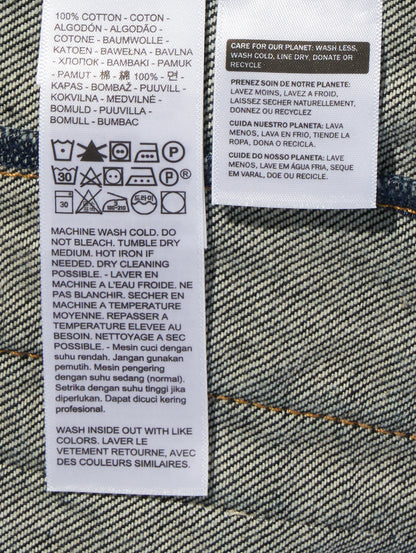 100% COTTON - COTON -
ALGODÓN - ALGODÃO -
COTONE - BAUMWOLLE -
KATOEN - BAWEŁNA - BAVLNA
- ХЛОПОК - BAMBAKI - PAMUK
- PAMUT - 棉 - 綿 100% - 면 -
KAPAS - BOMBAŽ - PUUVILL -
KOKVILNA - MEDVILNĖ -
BOMULD - PUUVILLA -
BOMULL - BUMBAC
P
30
P
30
드라이
MACHINE WASH COLD. DO
NOT BLEACH. TUMBLE DRY
MEDIUM. HOT IRON IF
NEEDED. DRY CLEANING
POSSIBLE. - LAVER EN
MACHINE A L'EAU FROIDE. NE
PAS BLANCHIR. SECHER EN
MACHINE A TEMPERATURE
MOYENNE. REPASSER A
TEMPERATURE ELEVEE AU
BESOIN. NETTOYAGE A SEC
POSSIBLE. - Mesin cuci dengan
suhu rendah. Jangan gunakan
pemutih. Mesin pengering
dengan suhu sedang (normal).
Setrika dengan suhu tinggi jika
diperlukan. Dapat dicuci kering
profesional.
WASH INSIDE OUT WITH LIKE
COLORS. LAVER LE
VETEMENT RETOURNE, AVEC
DES COULEURS SIMILAIRES.
CARE FOR OUR PLANET: WASH LESS,
WASH COLD, LINE DRY, DONATE OR
RECYCLE
PRENEZ SOIN DE NOTRE PLANETE:
LAVEZ MOINS, LAVEZ A FROID,
LAISSEZ SECHER NATURELLEMENT,
DONNEZ OU RECYCLEZ
CUIDA NUESTRO PLANETA: LAVA
MENOS, LAVA EN FRIO, TIENDE LA
ROPA, DONA O RECICLA.
CUIDE DO NOSSO PLANETA: LAVE
MENOS, LAVE EM ÁGUA FRIA, SEQUE
EM VARAL, DOE OU RECICLE.